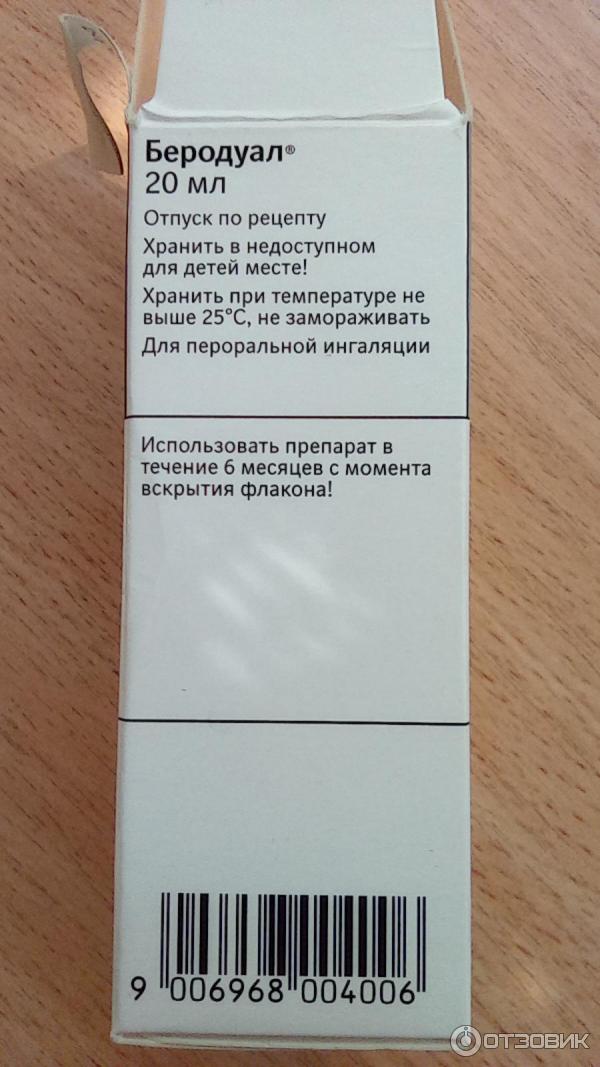 Беродуал®
20 мл
Отпуск по рецепту
Хранить в недоступном
для детей месте!
Хранить при температуре не
выше 25°С, не замораживать
Для пероральной ингаляции
Использовать препарат в
течение 6 месяцев с момента
вскрытия флакона!
9 006968 004006
ОТЗОВИК